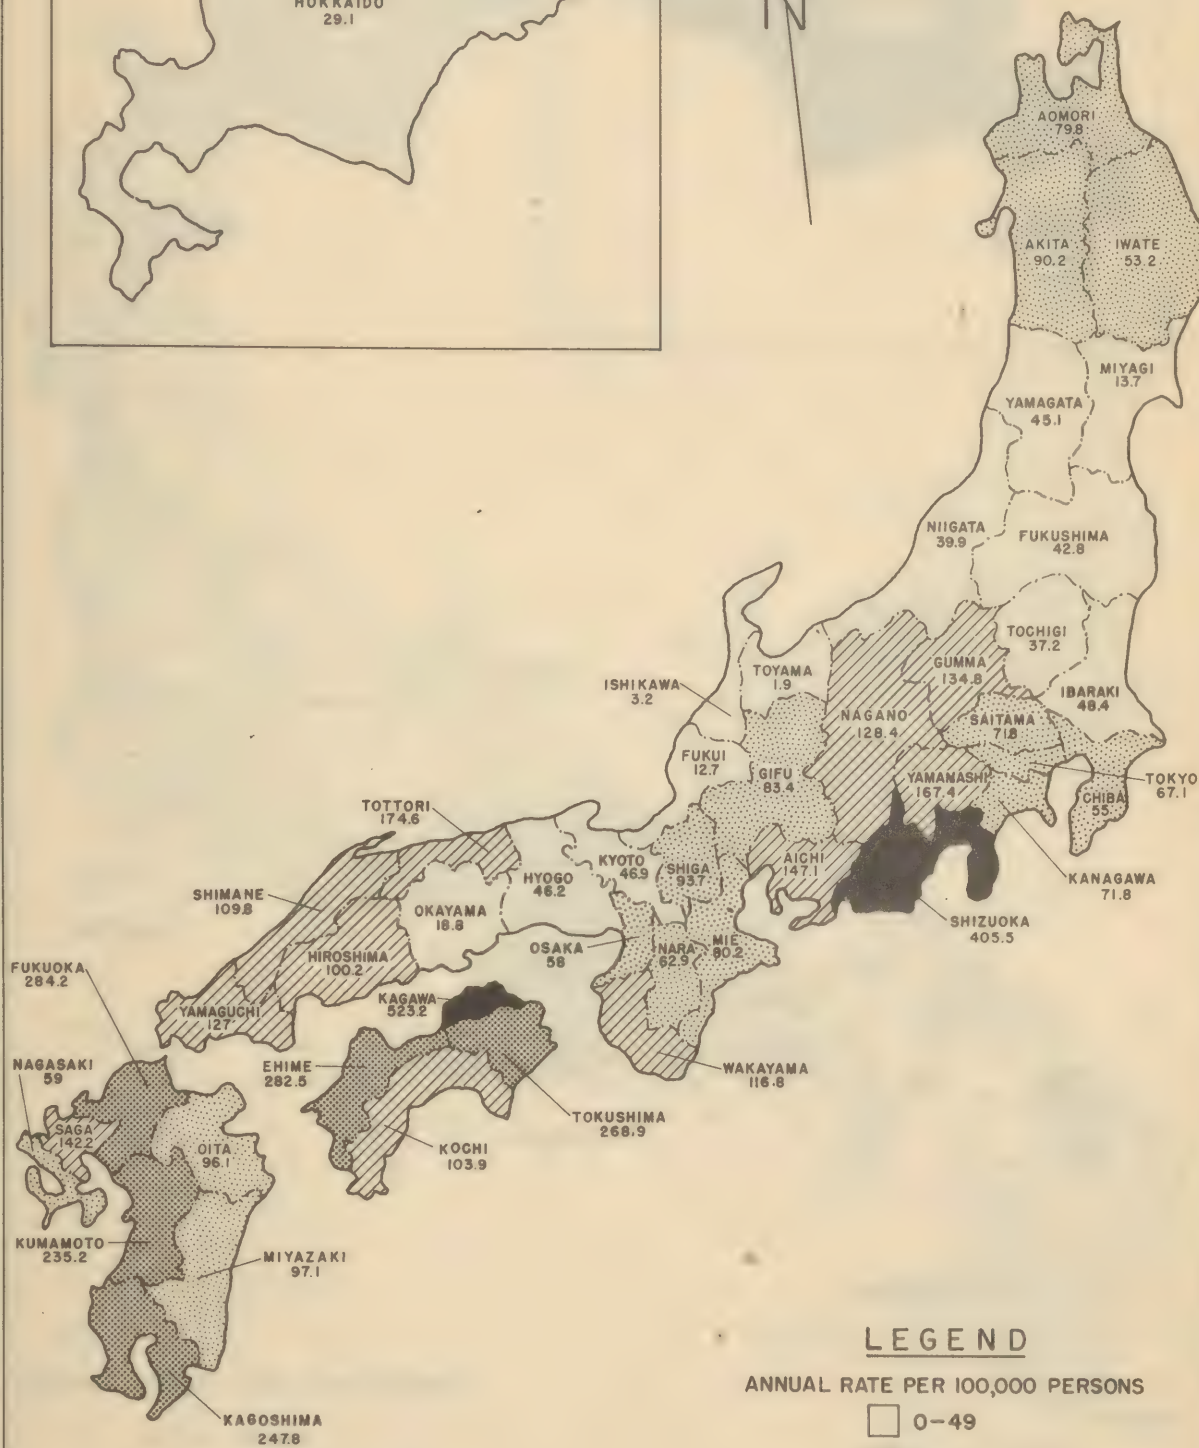 HOKKAIDO
29.1
N
AOMORI
79.8
AKITA
90.2
IWATE
53.2
MIYAGI
13.7
YAMAGATA
45.1
NIIGATA
39.9
FUKUSHIMA
42.8
TOCHIGI
37.2
GUMMA
134.8
IBARAKI
48.4
TOYAMA
1.9
ISHIKAWA
3.2
NAGANO
128.4
SAITAMA
71.8
FUKUI
12.7
GIFU
83.4
YAMANASHI
167.4
TOKYO
67.1
CHIBA
55
TOTTORI
174.6
KYOTO
46.9
SHIGA
93.7
AICHI
147.1
HYOGO
46.2
KANAGAWA
71.8
SHIMANE
109.8
OKAYAMA
18.8
SHIZUOKA
405.5
OSAKA
58
NARA
62.9
MIE
80.2
HIROSHIMA
100.2
FUKUOKA
284.2
KAGAWA
523.2
YAMAGUCHI
127
NAGASAKI
59
EHIME
282.5
WAKAYAMA
116.8
TOKUSHIMA
268.9
SAGA
142.2
OITA
96.1
KOCHI
103.9
KUMAMOTO
235.2
MIYAZAKI
97.1
KAGOSHIMA
247.8
LEGEND
ANNUAL RATE PER 100,000 PERSONS
0-49